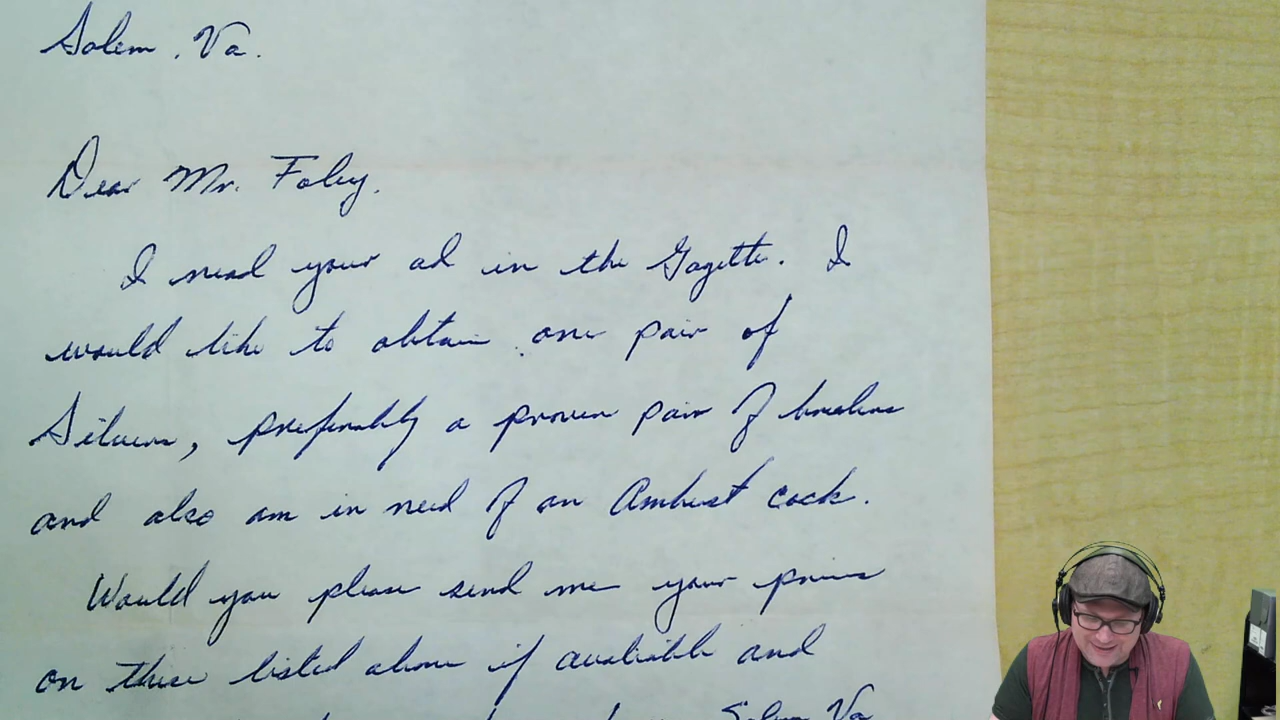 Salem, Va.
Dear Mr. Foley,
I read your ad in the Gazette. I
would like to obtain one pair of
Silvers, preferably a proven pair of breeders
and also am in need of an Amherst cock.
Would you please send me your prices
on those listed above if available and
Salem Va